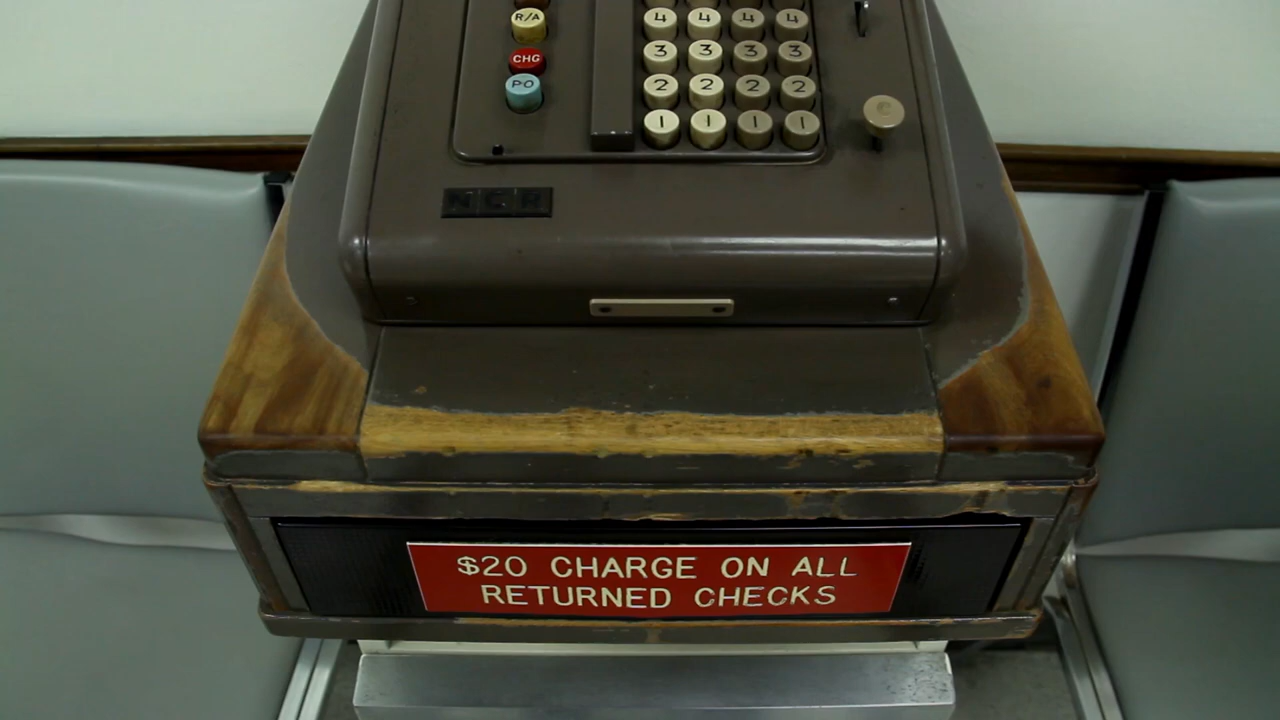 4 4 4 4
R/A
3 3 3 3
CHG
2 2 2 2
PO
1 1 1 1
NCR
$20 CHARGE ON ALL
RETURNED CHECKS